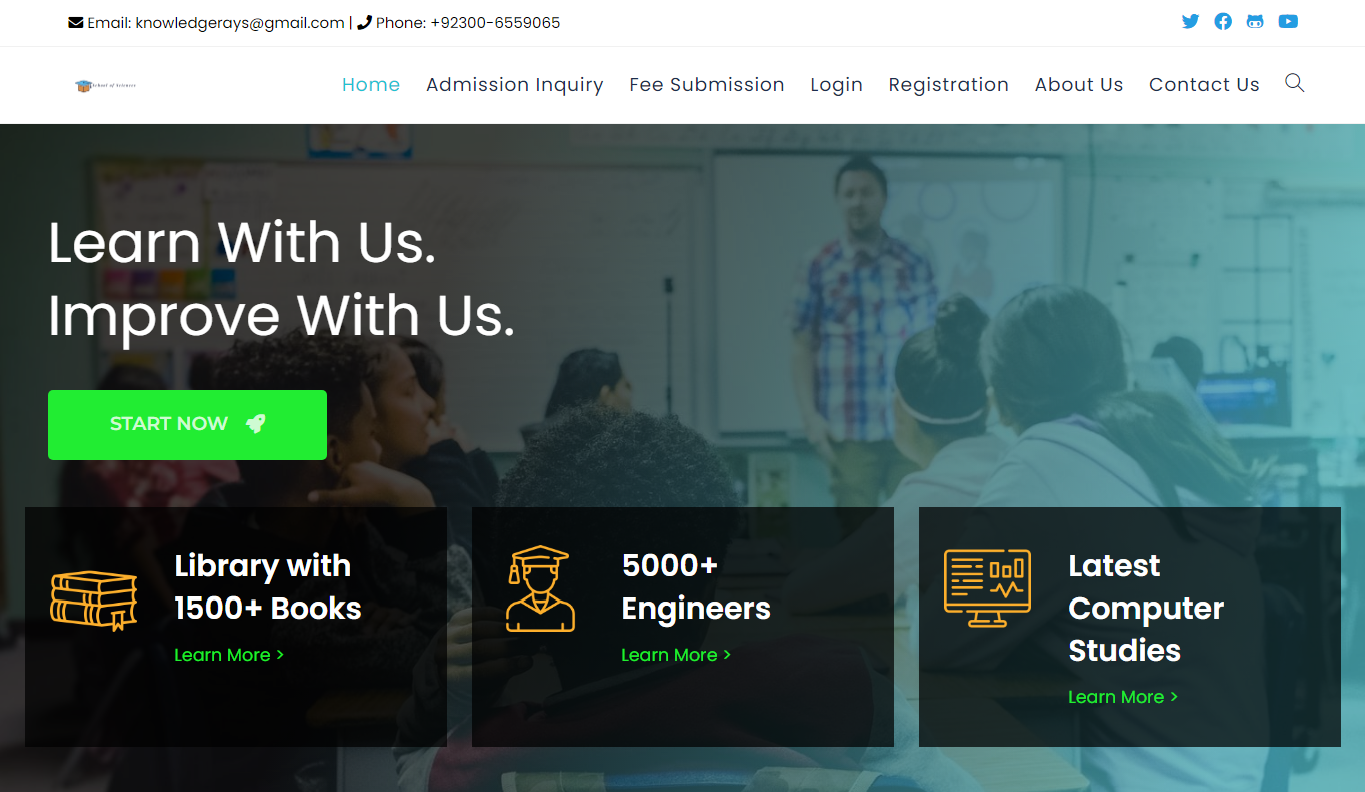 Email: knowledgerays@gmail.com | Phone: +92300-6559065
School of Sciences
Home Admission Inquiry Fee Submission Login Registration About Us Contact Us
Learn With Us.
Improve With Us.
START NOW
Library with
1500+ Books
Learn More >
5000+
Engineers
Learn More >
Latest
Computer
Studies
Learn More >